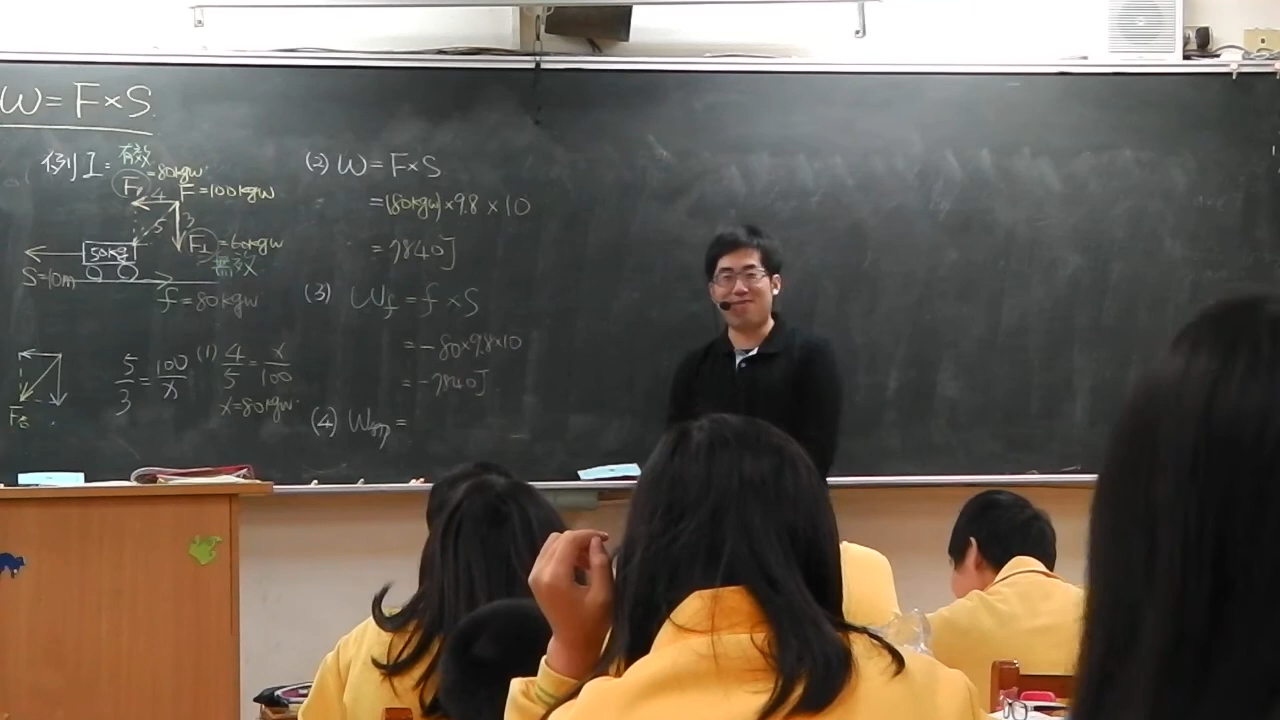 W=F×S
例1:
有效
F∥=80kgw
F=100kgw
4
5
3
F⊥=60kgw
無效
50kg
S=10m
f=80kgw
5/3=100/x
(1) 4/5=x/100
x=80kgw
(2) W=F×S
=(80kgw)×9.8×10
=7840J
(3) Wf=f×S
=-80×9.8×10
=-7840J
(4) W =